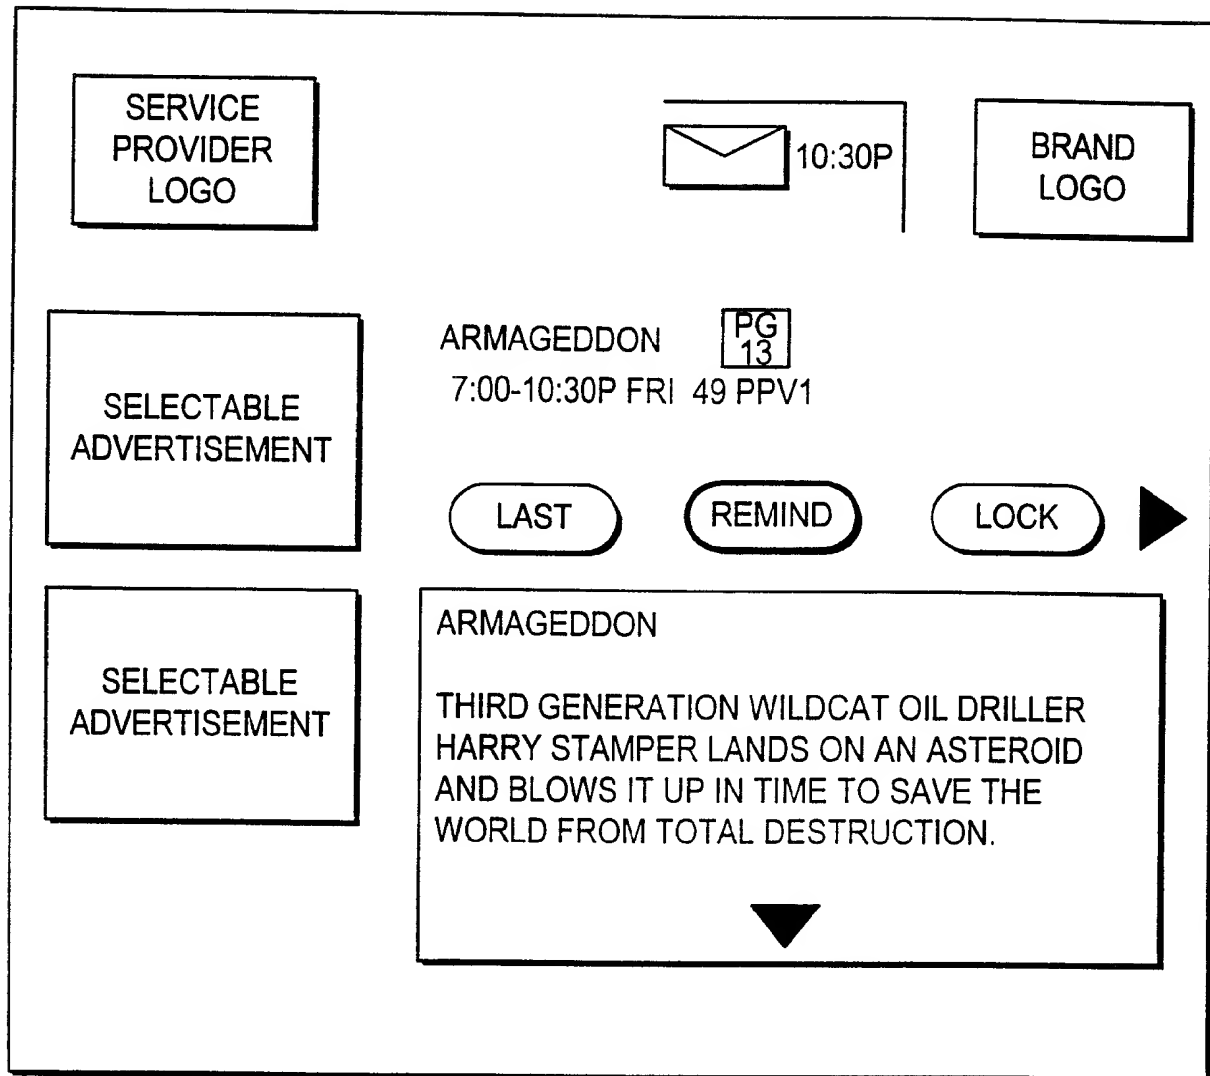 SERVICE
PROVIDER
LOGO
10:30P
BRAND
LOGO
SELECTABLE
ADVERTISEMENT
ARMAGEDDON
PG
13
7:00-10:30P FRI 49 PPV1
LAST
REMIND
LOCK
SELECTABLE
ADVERTISEMENT
ARMAGEDDON
THIRD GENERATION WILDCAT OIL DRILLER
HARRY STAMPER LANDS ON AN ASTEROID
AND BLOWS IT UP IN TIME TO SAVE THE
WORLD FROM TOTAL DESTRUCTION.